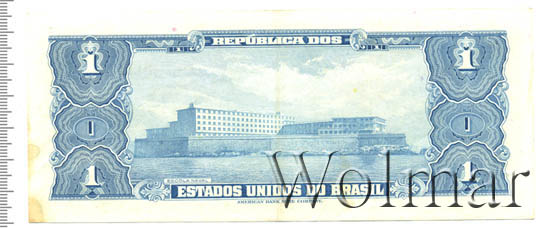 REPÚBLICA DOS
1 1
1 1
1 1
ESCOLA NAVAL
ESTADOS UNIDOS DO BRASIL
AMERICAN BANK NOTE COMPANY.
Wolmar